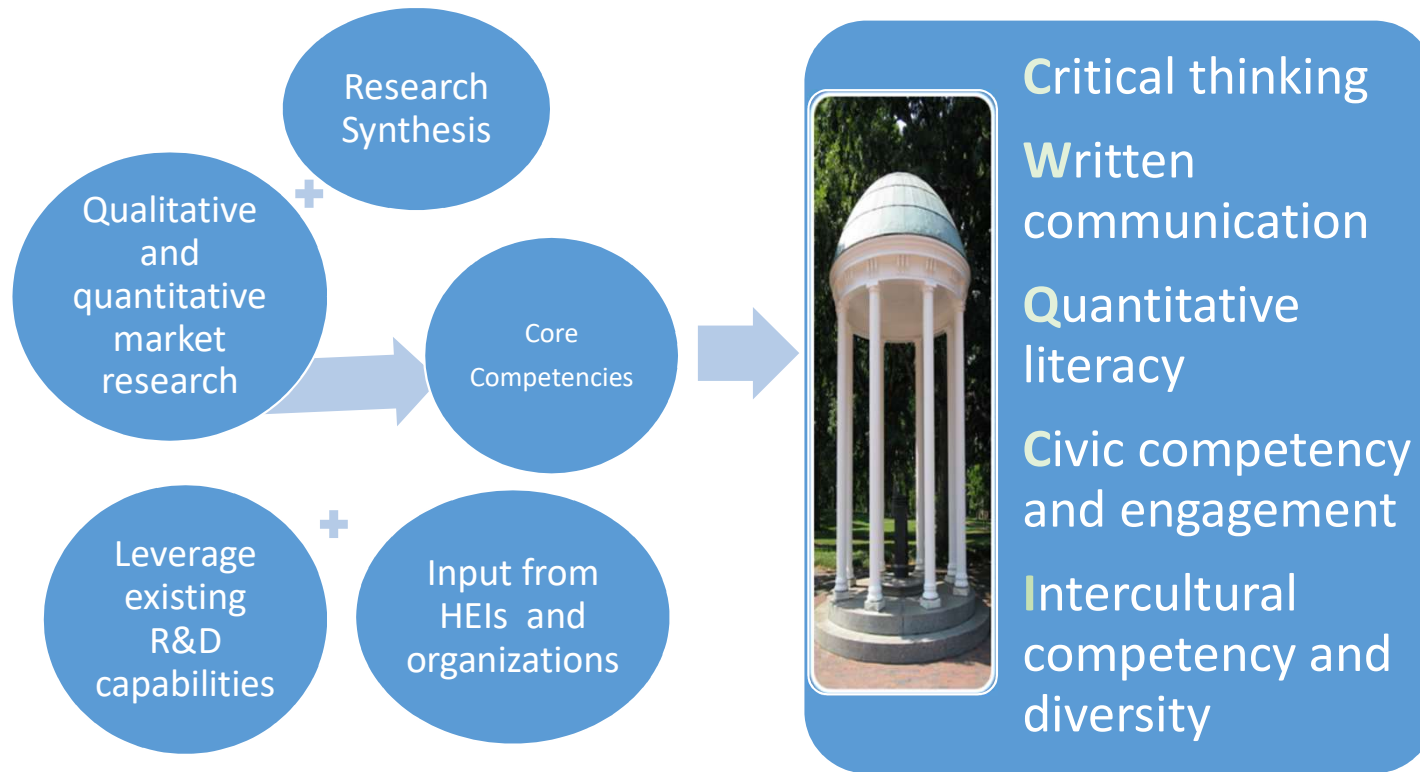 Research
Synthesis
Qualitative
and
quantitative
market
research
Core
Competencies
Leverage
existing
R&D
capabilities
Input from
HEIs and
organizations
Critical thinking
Written
communication
Quantitative
literacy
Civic competency
and engagement
Intercultural
competency and
diversity